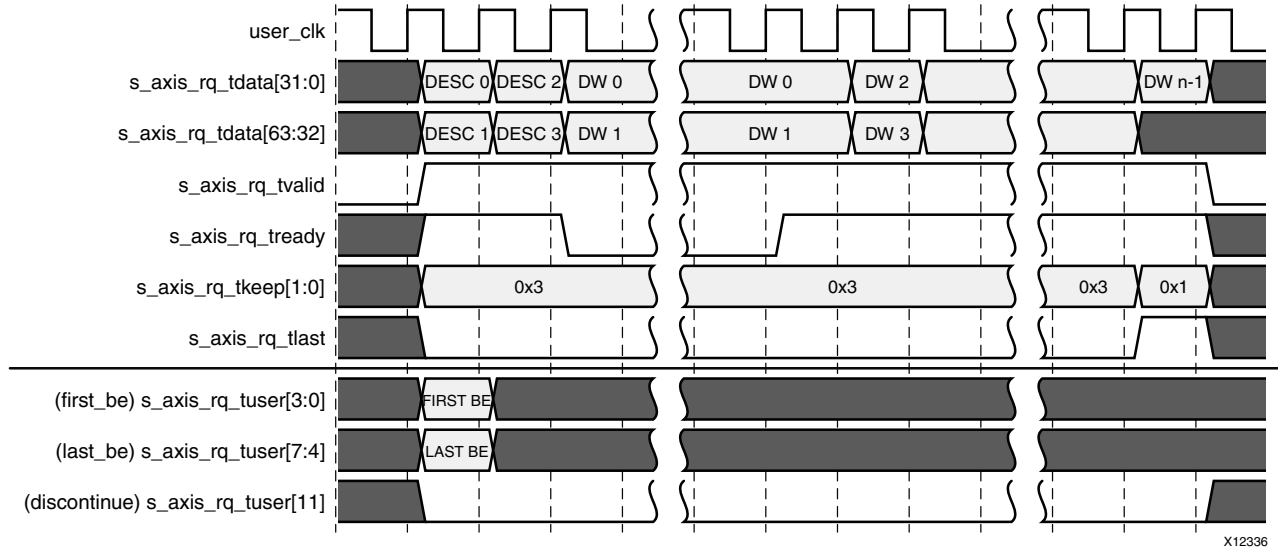 user_clk
s_axis_rq_tdata[31:0] DESC 0 DESC 2 DW 0 DW 0 DW 2 DW n-1
s_axis_rq_tdata[63:32] DESC 1 DESC 3 DW 1 DW 1 DW 3
s_axis_rq_tvalid
s_axis_rq_tready
s_axis_rq_tkeep[1:0] 0x3 0x3 0x3 0x1
s_axis_rq_tlast
(first_be) s_axis_rq_tuser[3:0] FIRST BE
(last_be) s_axis_rq_tuser[7:4] LAST BE
(discontinue) s_axis_rq_tuser[11]
X12336